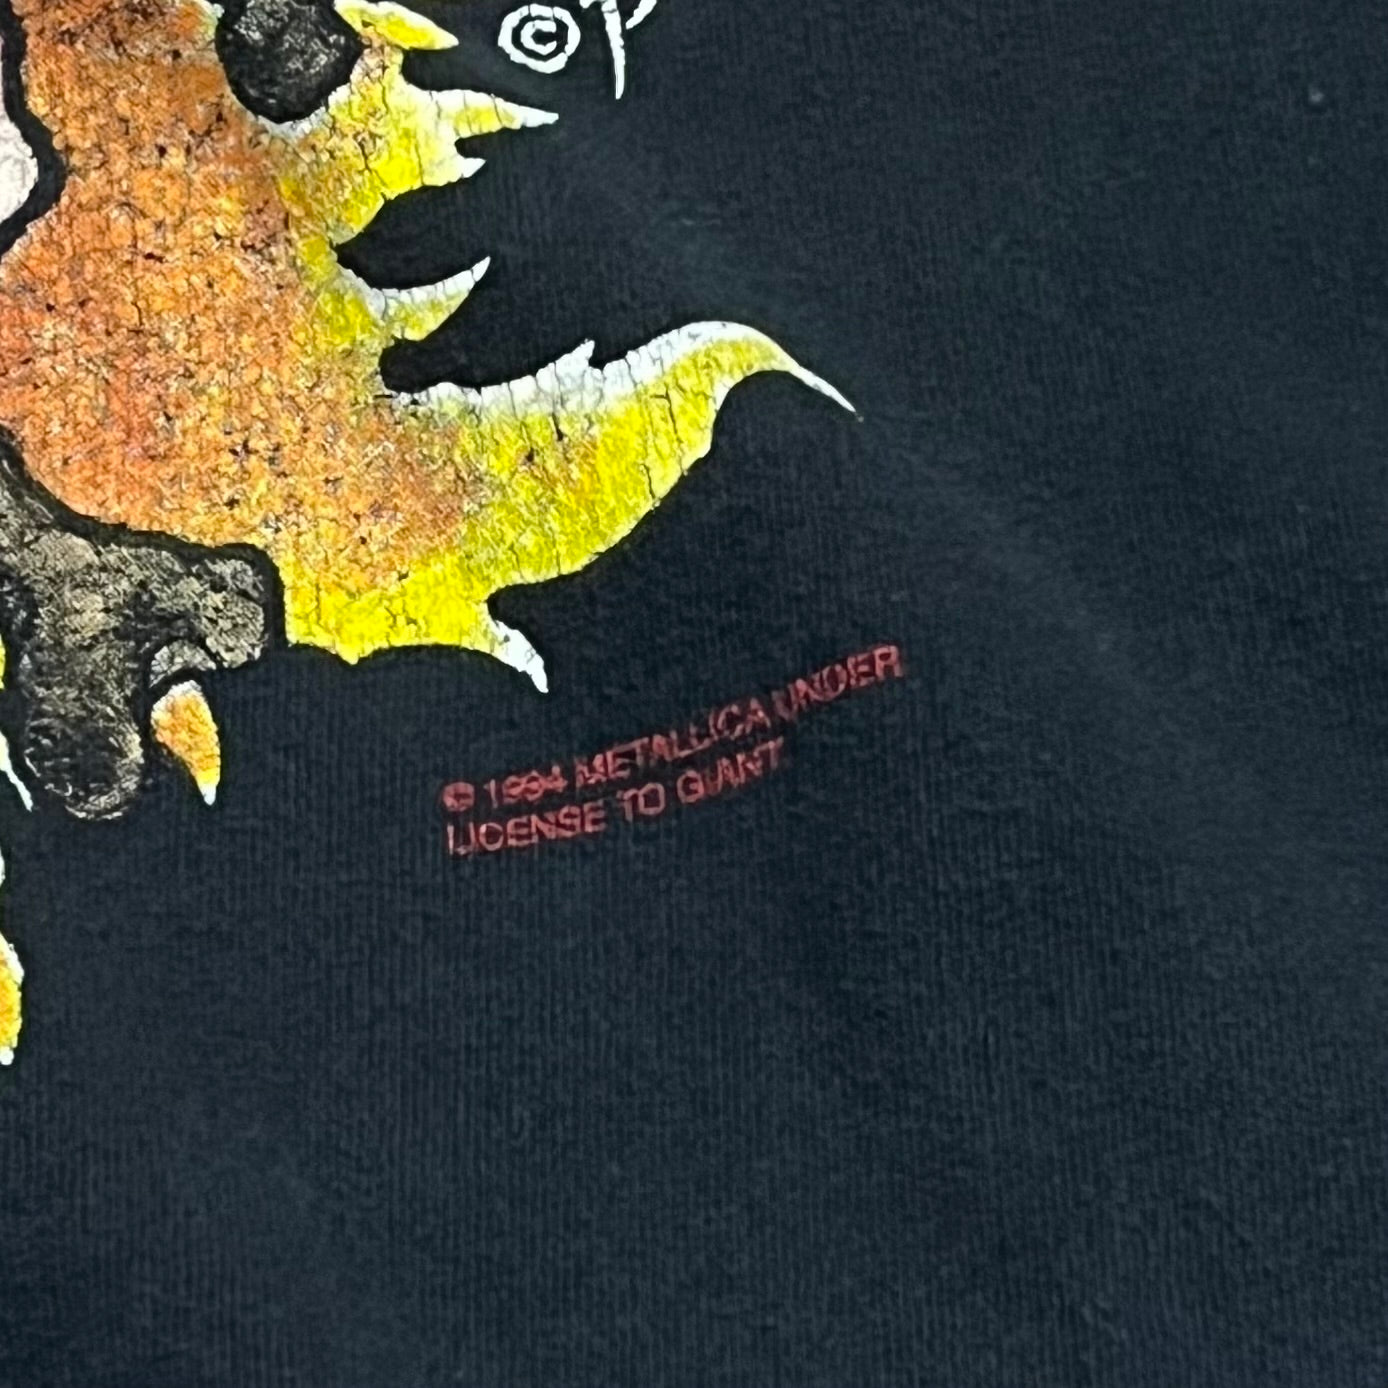 ©
© 1994 METALLICA UNDER
LICENSE TO GIANT